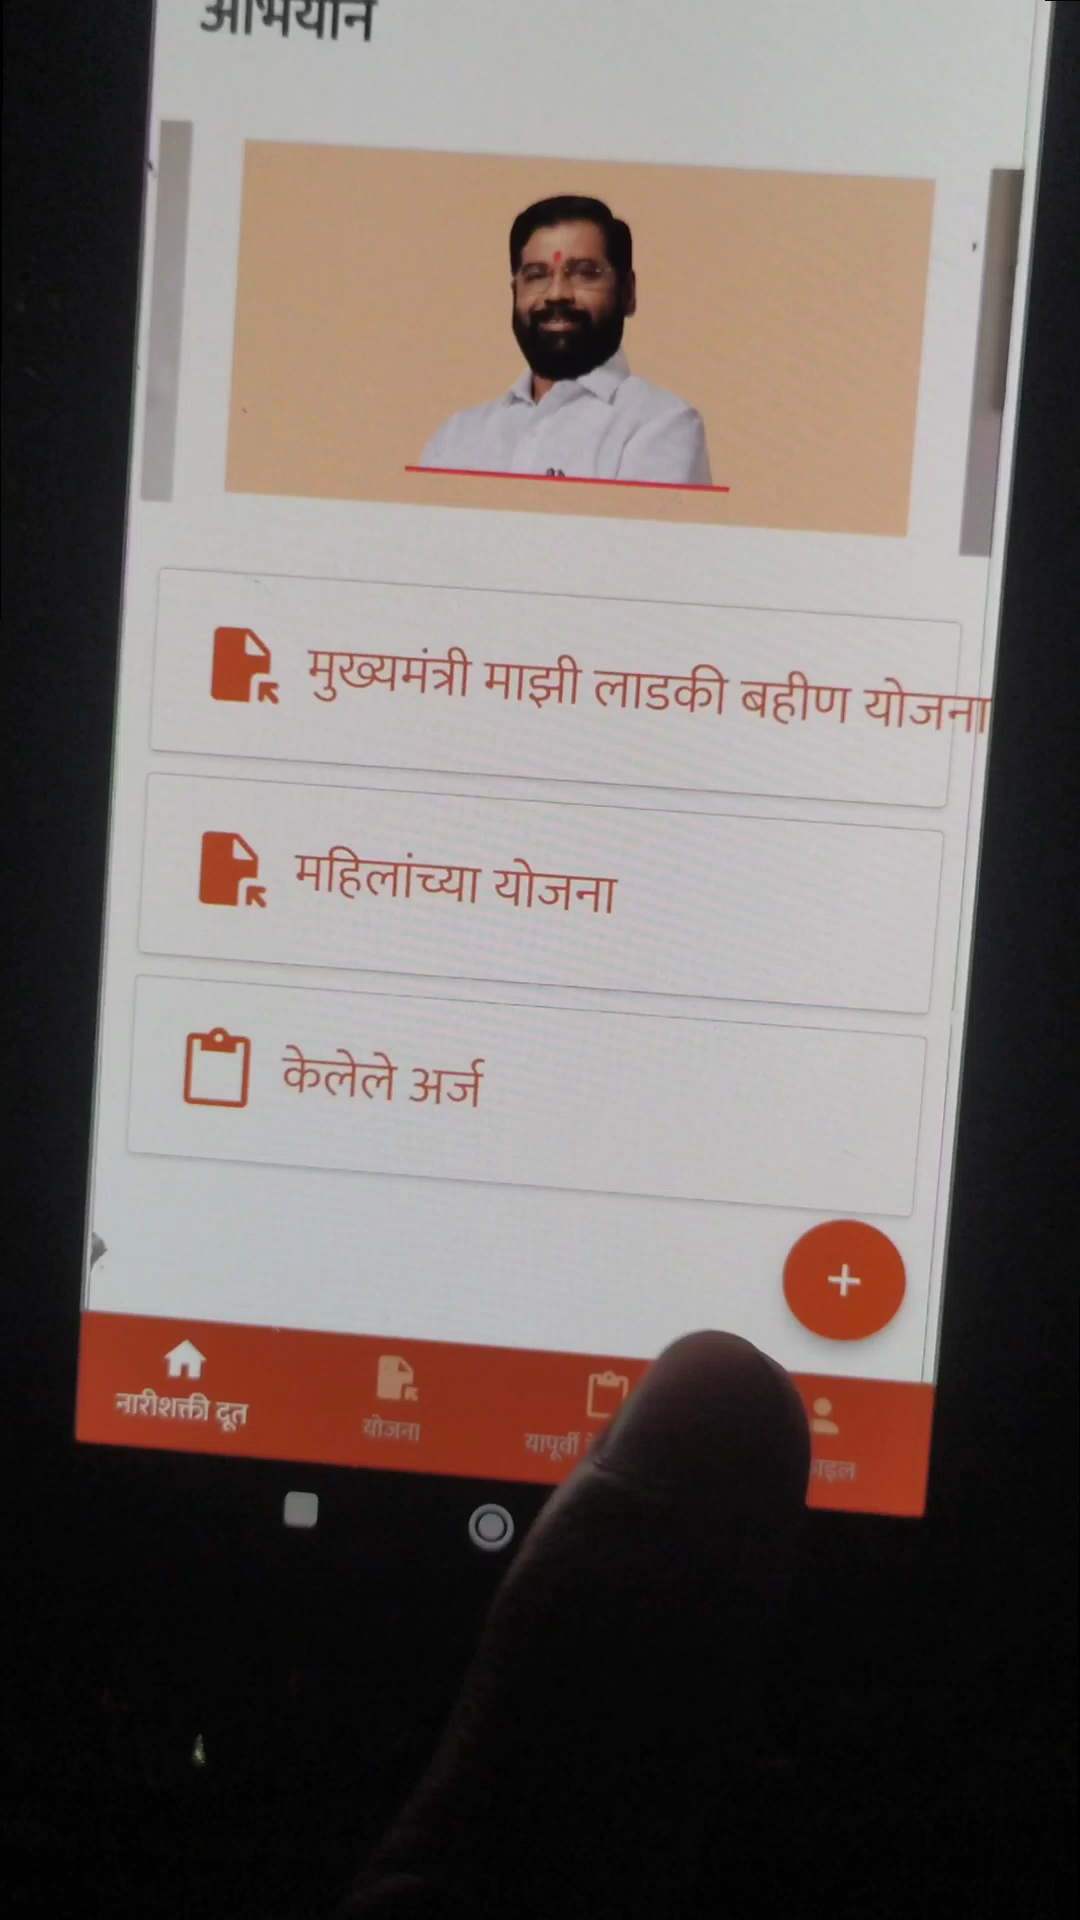 अभियान
मुख्यमंत्री माझी लाडकी बहीण योजना
महिलांच्या योजना
केलेले अर्ज
नारीशक्ती दूत
योजना
यापूर्वी